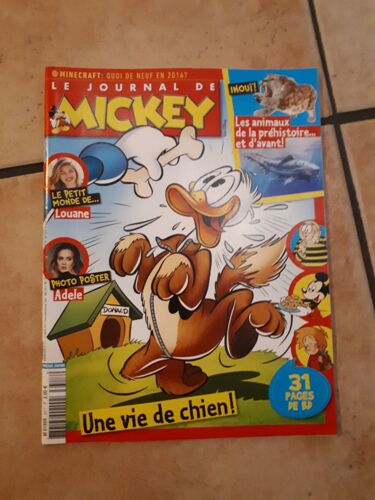 MINECRAFT: QUOI DE NEUF EN 2016?
LE JOURNAL DE
MICKEY
INOUÏ!
Les animaux
de la préhistoire...
et d'avant!
LE PETIT
MONDE DE...
Louane
PHOTO POSTER
Adele
DONALD
31
PAGES
DE BD
Une vie de chien!